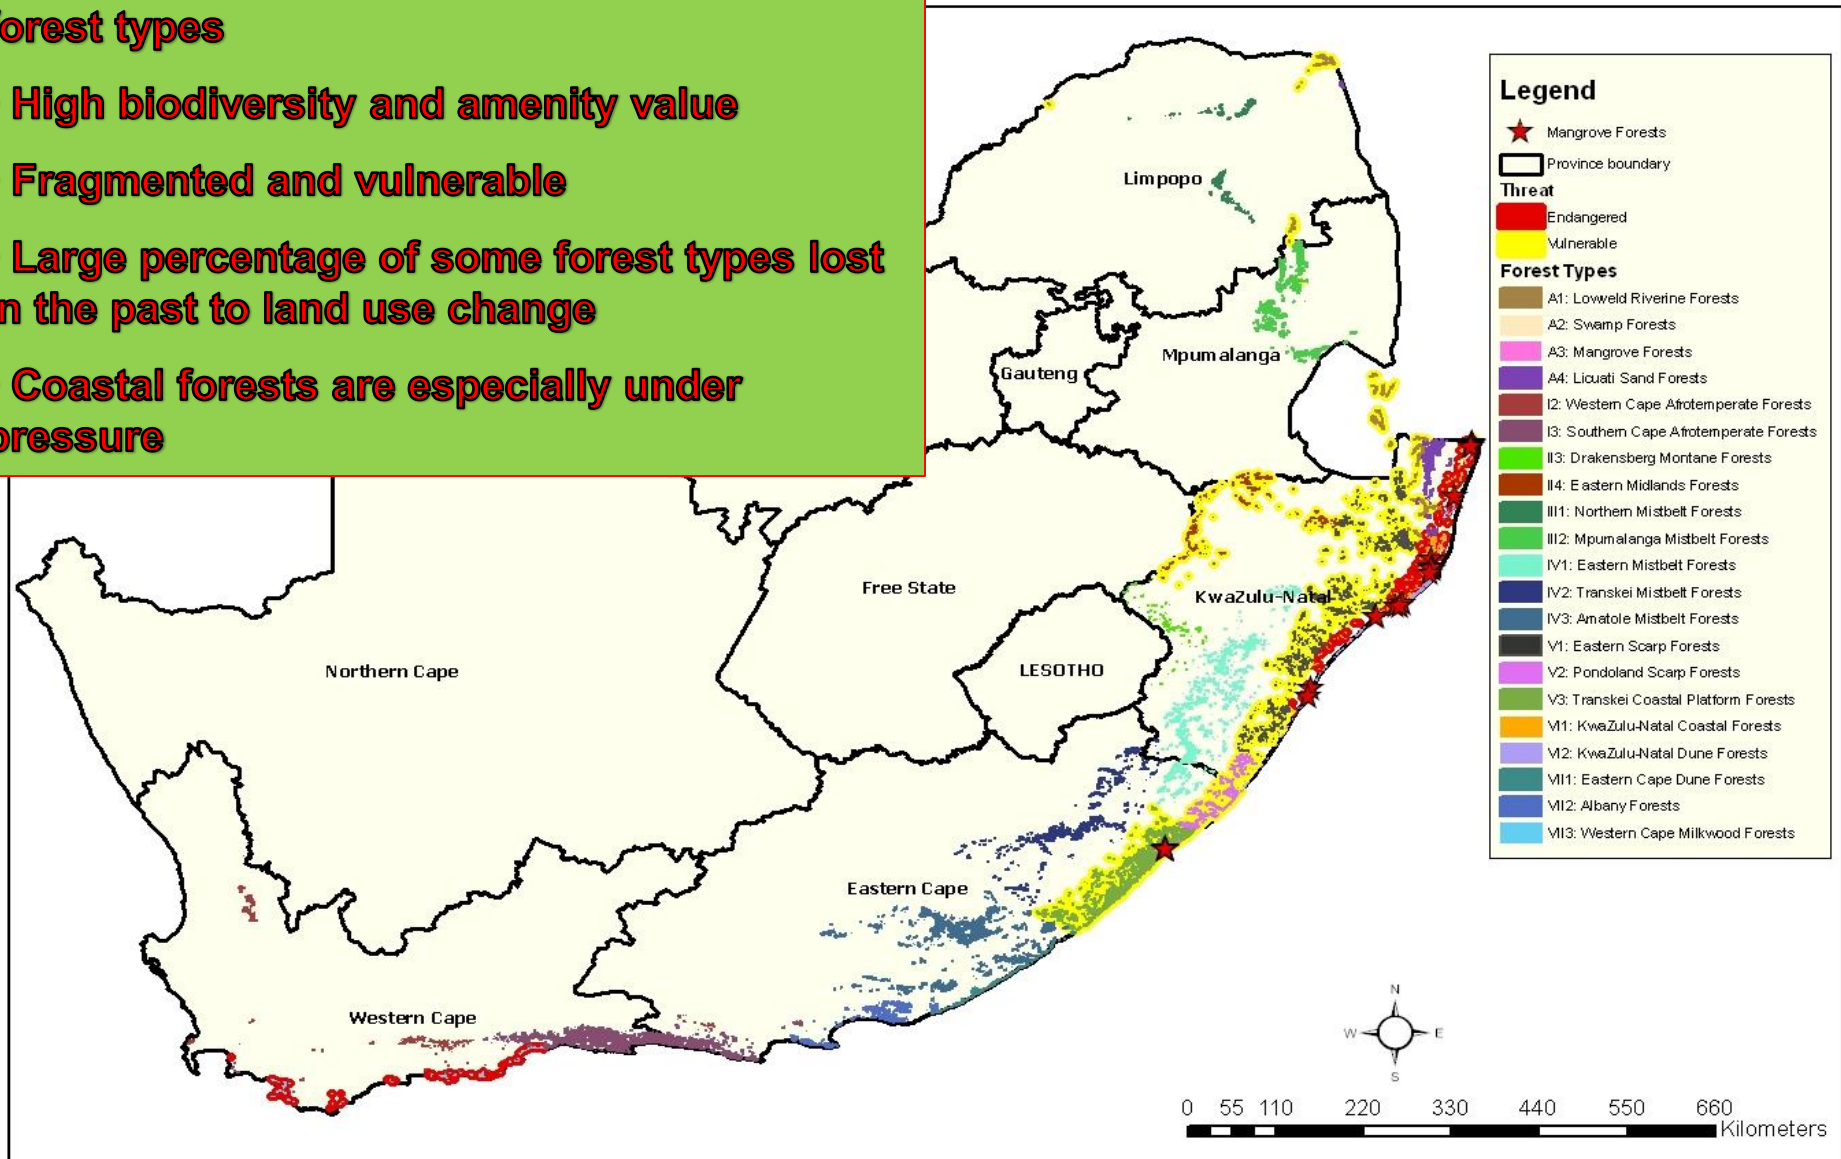 forest types
High biodiversity and amenity value
Fragmented and vulnerable
Large percentage of some forest types lost
in the past to land use change
Coastal forests are especially under
pressure
Limpopo
Mpumalanga
Gauteng
Free State
KwaZulu-Natal
LESOTHO
Northern Cape
Eastern Cape
Western Cape
Legend
Mangrove Forests
Province boundary
Threat
Endangered
Vulnerable
Forest Types
A1: Lowveld Riverine Forests
A2: Swamp Forests
A3: Mangrove Forests
A4: Licuati Sand Forests
I2: Western Cape Afrotemperate Forests
I3: Southern Cape Afrotemperate Forests
II3: Drakensberg Montane Forests
II4: Eastern Midlands Forests
III1: Northern Mistbelt Forests
III2: Mpumalanga Mistbelt Forests
IV1: Eastern Mistbelt Forests
IV2: Transkei Mistbelt Forests
IV3: Amatole Mistbelt Forests
V1: Eastern Scarp Forests
V2: Pondoland Scarp Forests
V3: Transkei Coastal Platform Forests
VI1: KwaZulu-Natal Coastal Forests
VI2: KwaZulu-Natal Dune Forests
VII1: Eastern Cape Dune Forests
VII2: Albany Forests
VII3: Western Cape Milkwood Forests
N
W E
S
0 55 110 220 330 440 550 660
Kilometers